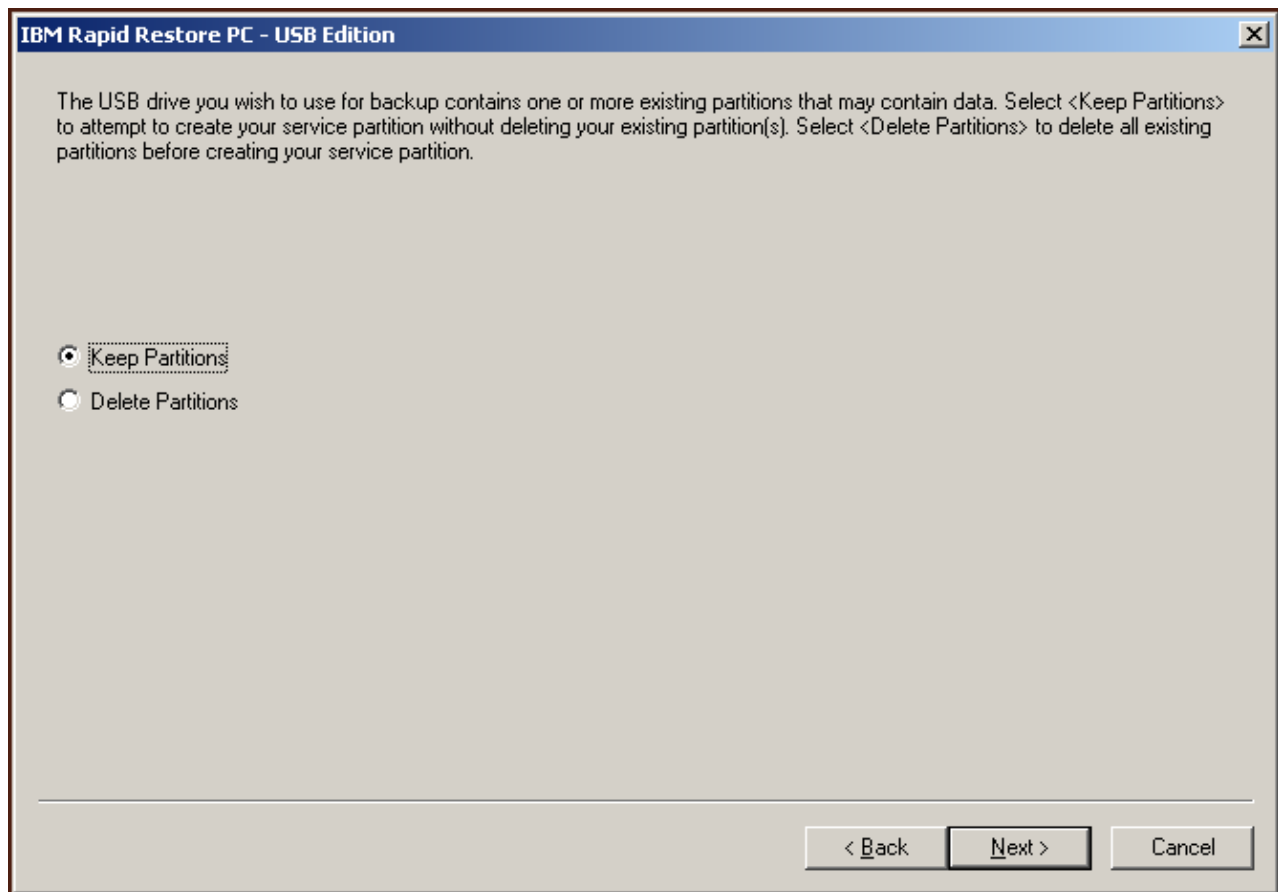 IBM Rapid Restore PC - USB Edition
The USB drive you wish to use for backup contains one or more existing partitions that may contain data. Select <Keep Partitions>
to attempt to create your service partition without deleting your existing partition(s). Select <Delete Partitions> to delete all existing
partitions before creating your service partition.
Keep Partitions
Delete Partitions
< Back Next > Cancel